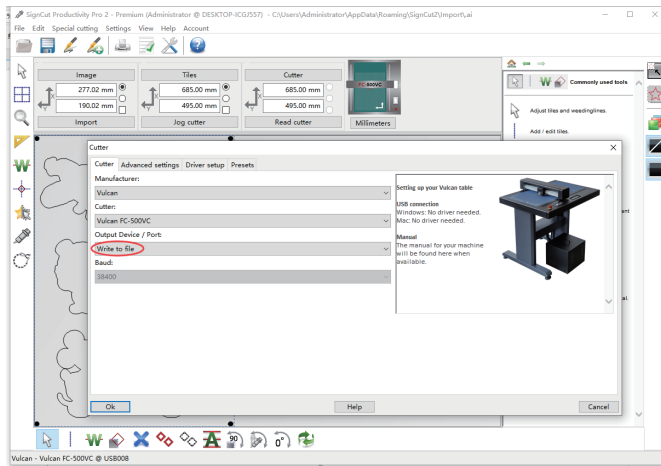 SignCut Productivity Pro 2 - Premium (Administrator @ DESKTOP-ICGJ557) - C:\Users\Administrator\AppData\Roaming\SignCut2\Import\.ai
File Edit Special cutting Settings View Help Account
Image Tiles Cutter
277.02 mm 685.00 mm 685.00 mm FC-500VC
190.02 mm 495.00 mm 495.00 mm
Import Jog cutter Read cutter Millimeters
Commonly used tools
Adjust tiles and weedinglines.
Add / edit tiles.
Cutter
Cutter Advanced settings Driver setup Presets
Manufacturer:
Vulcan
Cutter:
Vulcan FC-500VC
Output Device / Port:
Write to file
Baud:
38400
Setting up your Vulcan table
USB connection
Windows: No driver needed.
Mac: No driver needed.
Manual
The manual for your machine
will be found here when
available.
Ok Help Cancel
90 0°
Vulcan - Vulcan FC-500VC @ USB008